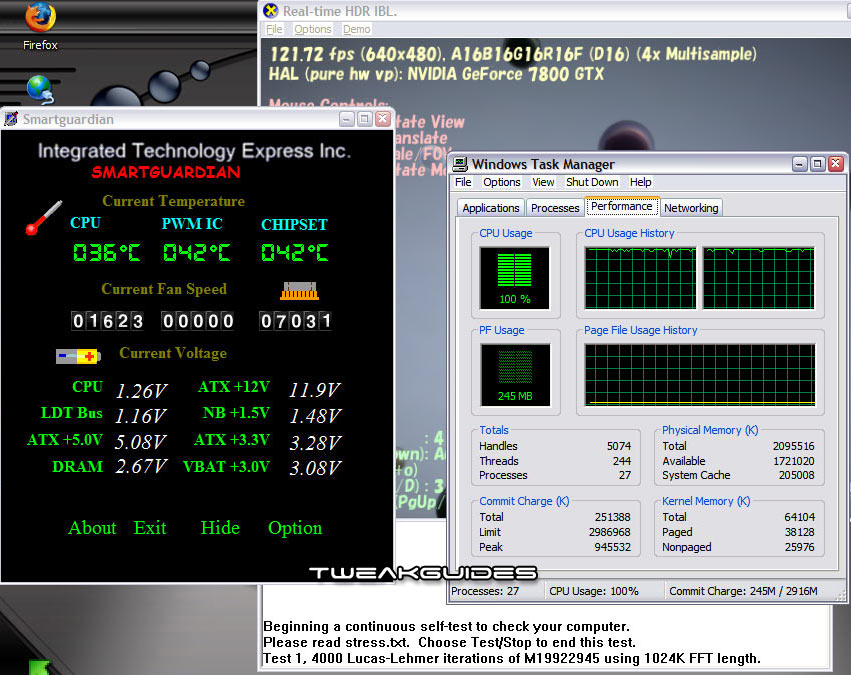 Firefox
Real-time HDR IBL.
File Options Demo
121.72 fps (640x480), A16B16G16R16F (D16) (4x Multisample)
HAL (pure hw vp): NVIDIA GeForce 7800 GTX
Mouse Controls:
tate View
anslate
ale/FOV
tate Mo
Smartguardian
Integrated Technology Express Inc.
SMARTGUARDIAN
Current Temperature
CPU PWM IC CHIPSET
036°C 042°C 042°C
Current Fan Speed
01623 00000 07031
Current Voltage
CPU 1.26V ATX +12V 11.9V
LDT Bus 1.16V NB +1.5V 1.48V
ATX +5.0V 5.08V ATX +3.3V 3.28V
DRAM 2.67V VBAT +3.0V 3.08V
About Exit Hide Option
: 4
own): A
+o)
/D) : 3
(PgUp/
Windows Task Manager
File Options View Shut Down Help
Applications Processes Performance Networking
CPU Usage CPU Usage History
100 %
PF Usage Page File Usage History
245 MB
Totals
Handles 5074
Threads 244
Processes 27
Physical Memory (K)
Total 2095516
Available 1721020
System Cache 205008
Commit Charge (K)
Total 251388
Limit 2986968
Peak 945532
Kernel Memory (K)
Total 64104
Paged 38128
Nonpaged 25976
Processes: 27 CPU Usage: 100% Commit Charge: 245M / 2916M
TWEAKGUIDES
Beginning a continuous self-test to check your computer.
Please read stress.txt. Choose Test/Stop to end this test.
Test 1, 4000 Lucas-Lehmer iterations of M19922945 using 1024K FFT length.